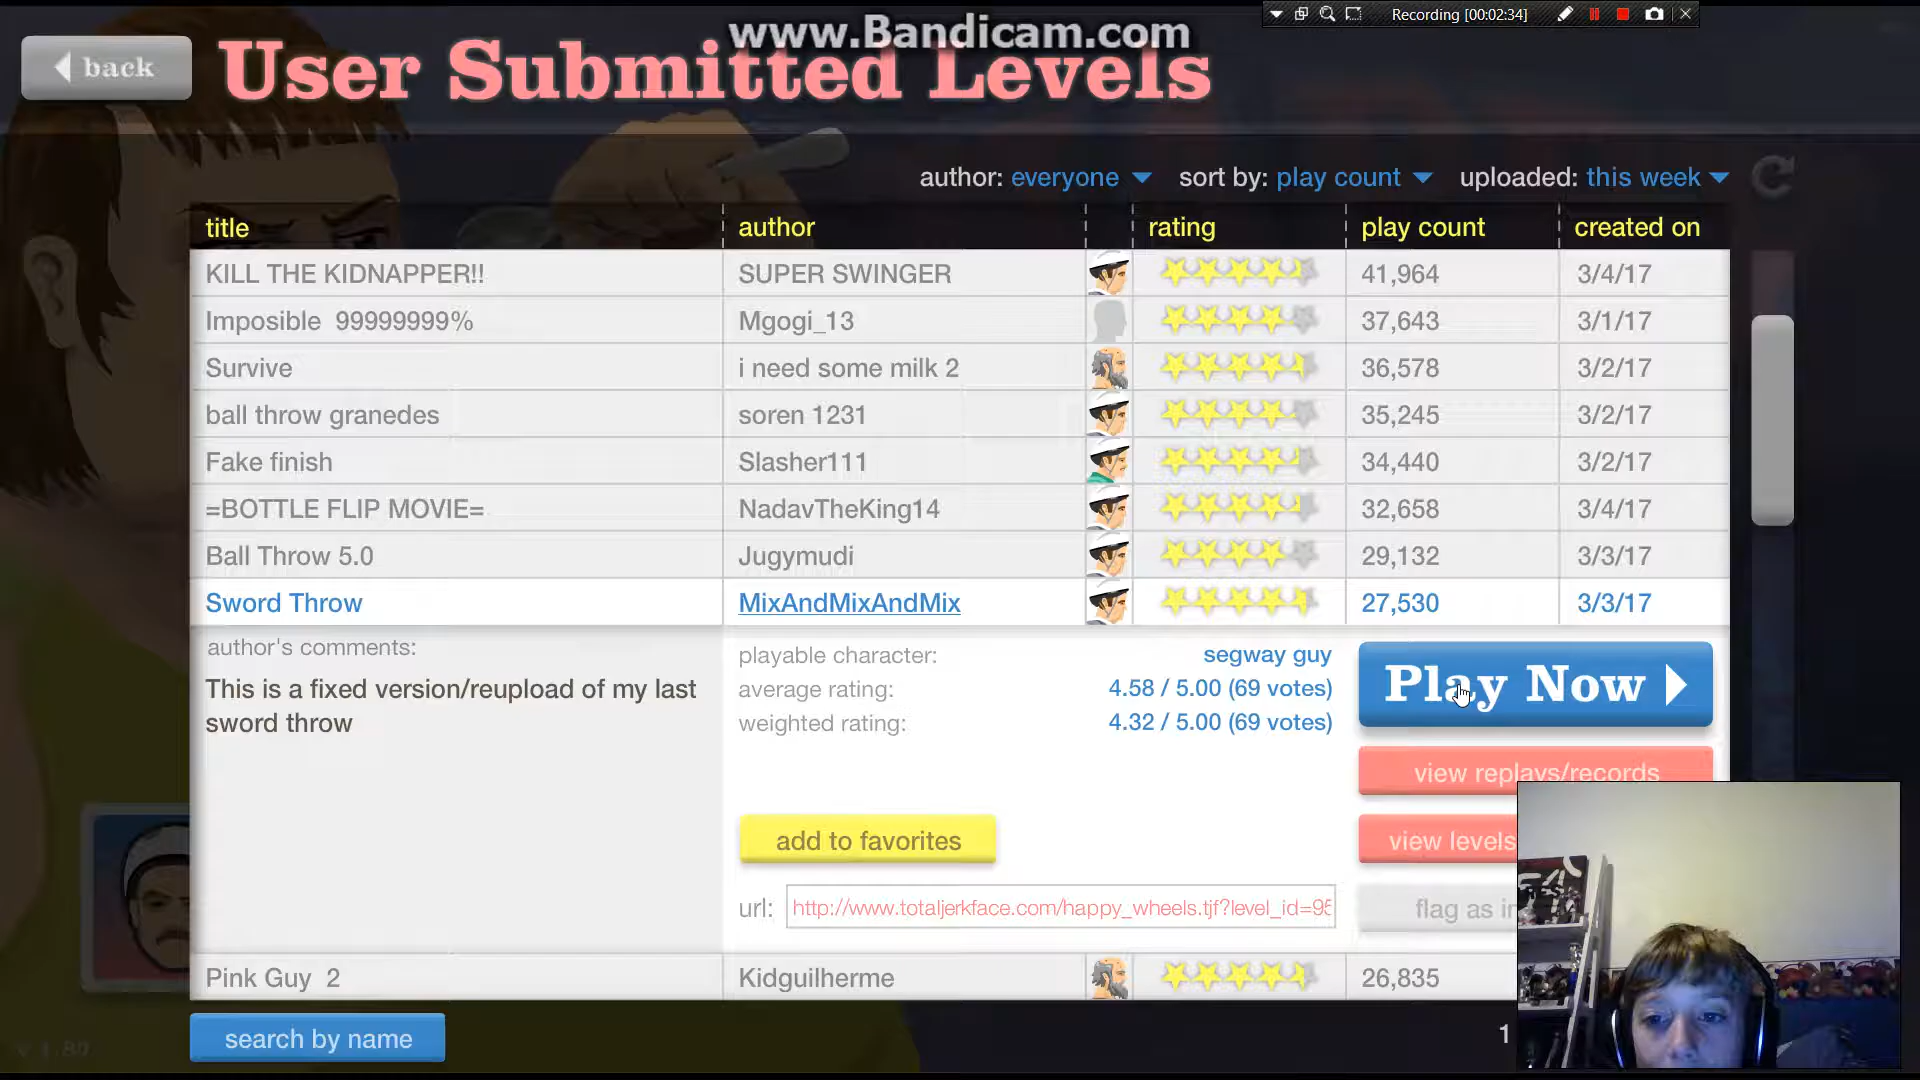 www.Bandicam.com
Recording [00:02:34]
back
User Submitted Levels
author: everyone sort by: play count uploaded: this week
title author rating play count created on
KILL THE KIDNAPPER!! SUPER SWINGER 41,964 3/4/17
Imposible 99999999% Mgogi_13 37,643 3/1/17
Survive i need some milk 2 36,578 3/2/17
ball throw granedes soren 1231 35,245 3/2/17
Fake finish Slasher111 34,440 3/2/17
=BOTTLE FLIP MOVIE= NadavTheKing14 32,658 3/4/17
Ball Throw 5.0 Jugymudi 29,132 3/3/17
Sword Throw MixAndMixAndMix 27,530 3/3/17
author's comments:
This is a fixed version/reupload of my last
sword throw
playable character: segway guy
average rating: 4.58 / 5.00 (69 votes)
weighted rating: 4.32 / 5.00 (69 votes)
Play Now
view replays/records
add to favorites
view levels
url: http://www.totaljerkface.com/happy_wheels.tjf?level_id=95
flag as
Pink Guy 2 Kidguilherme 26,835
search by name
1